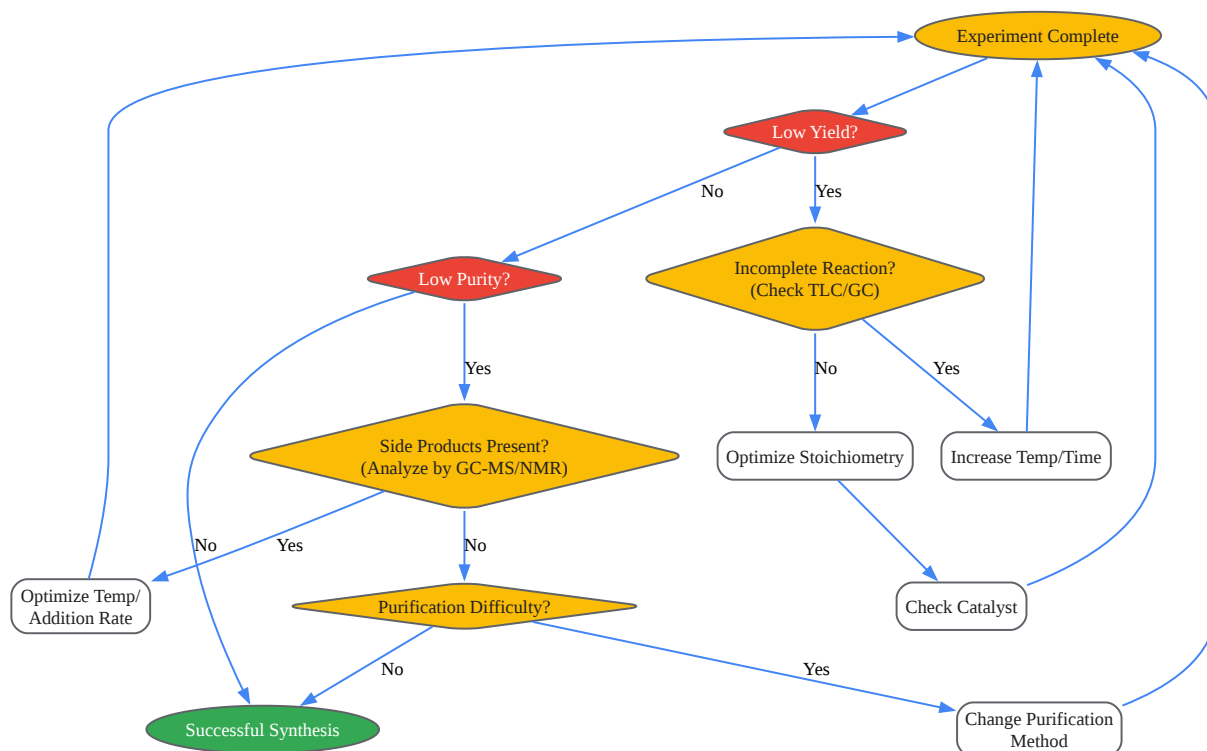 Experiment Complete
Low Yield?
No
Yes
Low Purity?
Incomplete Reaction?
(Check TLC/GC)
Yes
No
Yes
Side Products Present?
(Analyze by GC-MS/NMR)
Optimize Stoichiometry
Increase Temp/Time
No
Yes
No
Optimize Temp/
Addition Rate
Purification Difficulty?
Check Catalyst
No
Yes
Successful Synthesis
Change Purification
Method